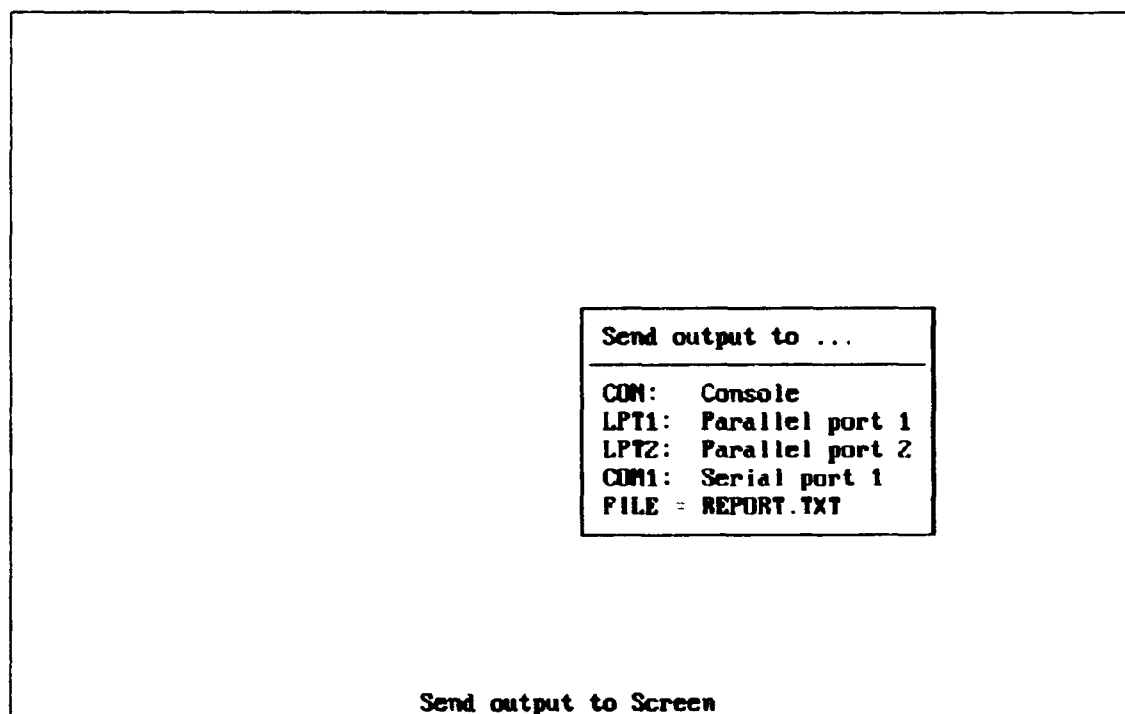 Send output to ...
CON: Console
LPT1: Parallel port 1
LPT2: Parallel port 2
COM1: Serial port 1
FILE = REPORT.TXT
Send output to Screen